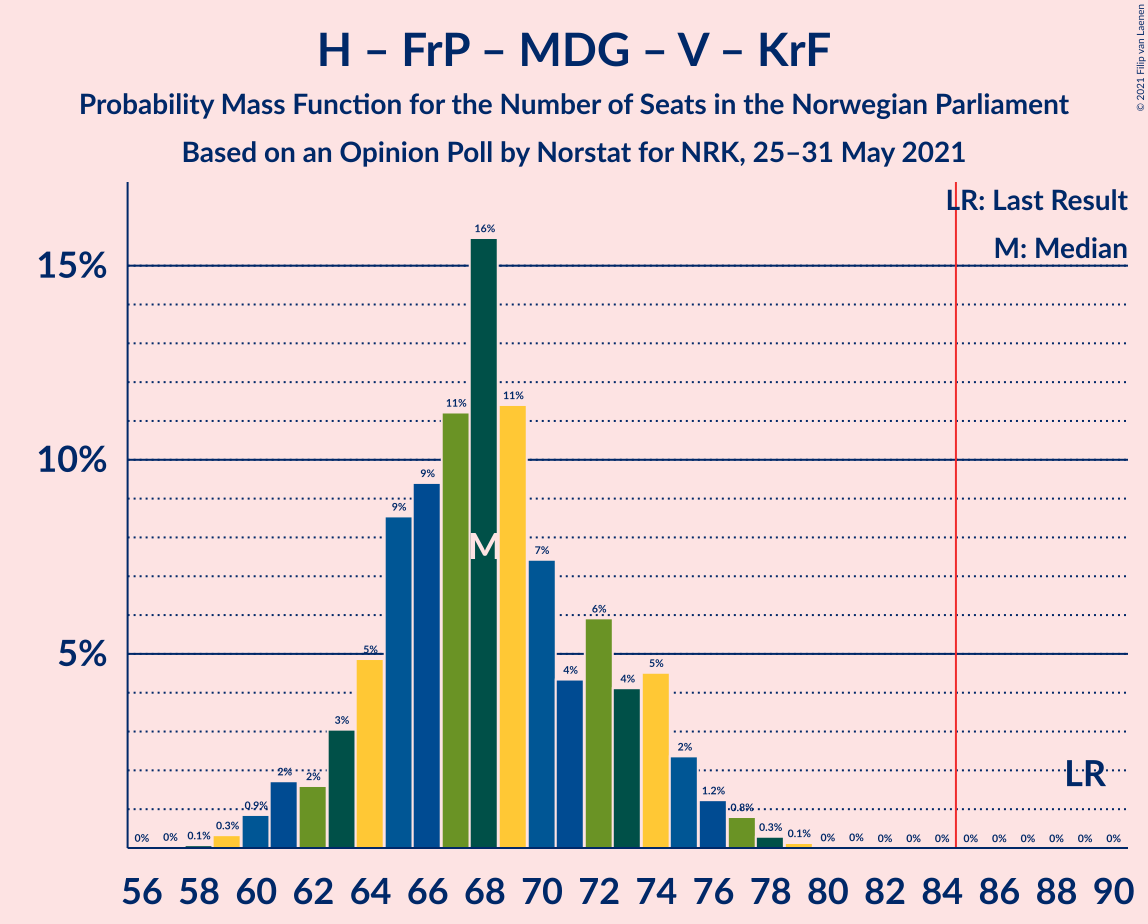 H – FrP – MDG – V – KrF
Probability Mass Function for the Number of Seats in the Norwegian Parliament
Based on an Opinion Poll by Norstat for NRK, 25–31 May 2021
© 2021 Filip van Laenen
LR: Last Result
M: Median
15%
10%
5%
0% 0% 0.1% 0.3% 0.9% 2% 2% 3% 5% 9% 9% 11% 16% 11% 7% 4% 6% 4% 5% 2% 1.2% 0.8% 0.3% 0.1% 0% 0% 0% 0% 0% 0% 0% 0% 0% 0% 0%
M
LR
56 58 60 62 64 66 68 70 72 74 76 78 80 82 84 86 88 90